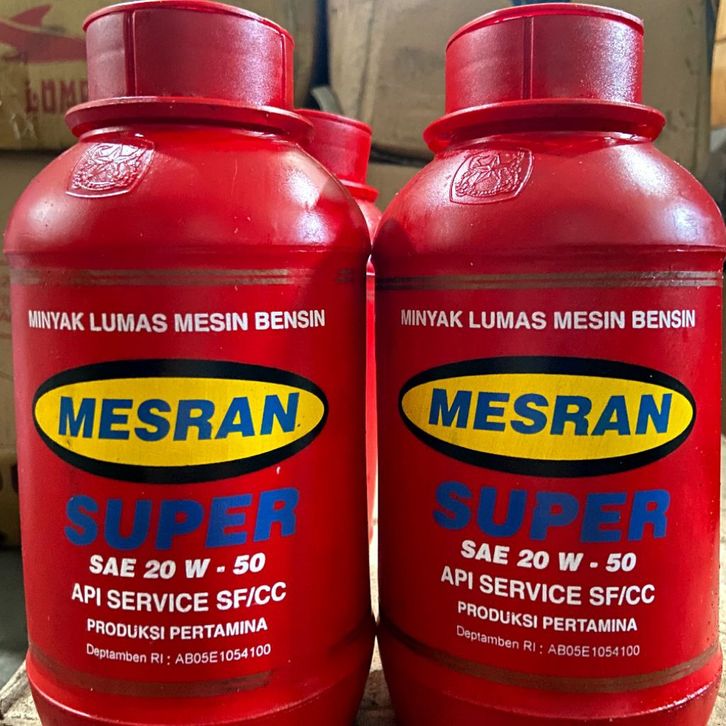 MINYAK LUMAS MESIN BENSIN
MESRAN
SUPER
SAE 20 W - 50
API SERVICE SF/CC
PRODUKSI PERTAMINA
Deptamben RI : AB05E1054100
MINYAK LUMAS MESIN BENSIN
MESRAN
SUPER
SAE 20 W - 50
API SERVICE SF/CC
PRODUKSI PERTAMINA
Deptamben RI : AB05E1054100